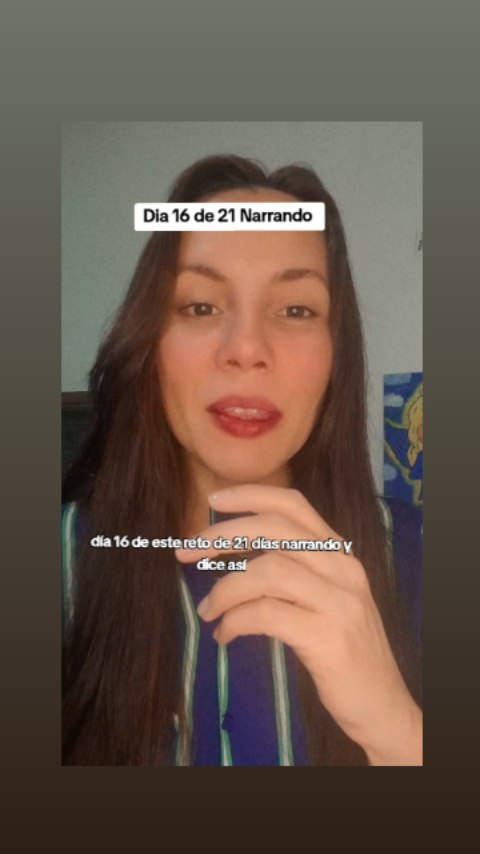 Dia 16 de 21 Narrando
día 16 de este reto de 21 días narrando y
dice así